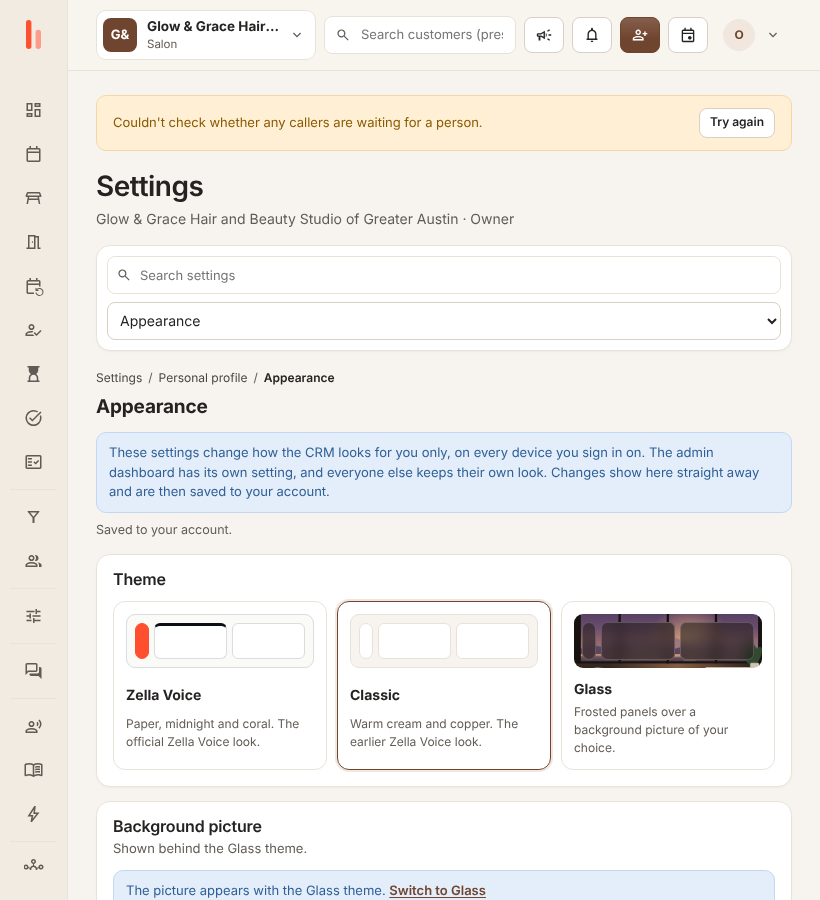 G&
Glow & Grace Hair...
Salon
Search customers (pres
O
Couldn't check whether any callers are waiting for a person.
Try again
Settings
Glow & Grace Hair and Beauty Studio of Greater Austin · Owner
Search settings
Appearance
Settings / Personal profile / Appearance
Appearance
These settings change how the CRM looks for you only, on every device you sign in on. The admin
dashboard has its own setting, and everyone else keeps their own look. Changes show here straight away
and are then saved to your account.
Saved to your account.
Theme
Zella Voice
Paper, midnight and coral. The
official Zella Voice look.
Classic
Warm cream and copper. The
earlier Zella Voice look.
Glass
Frosted panels over a
background picture of your
choice.
Background picture
Shown behind the Glass theme.
The picture appears with the Glass theme. Switch to Glass